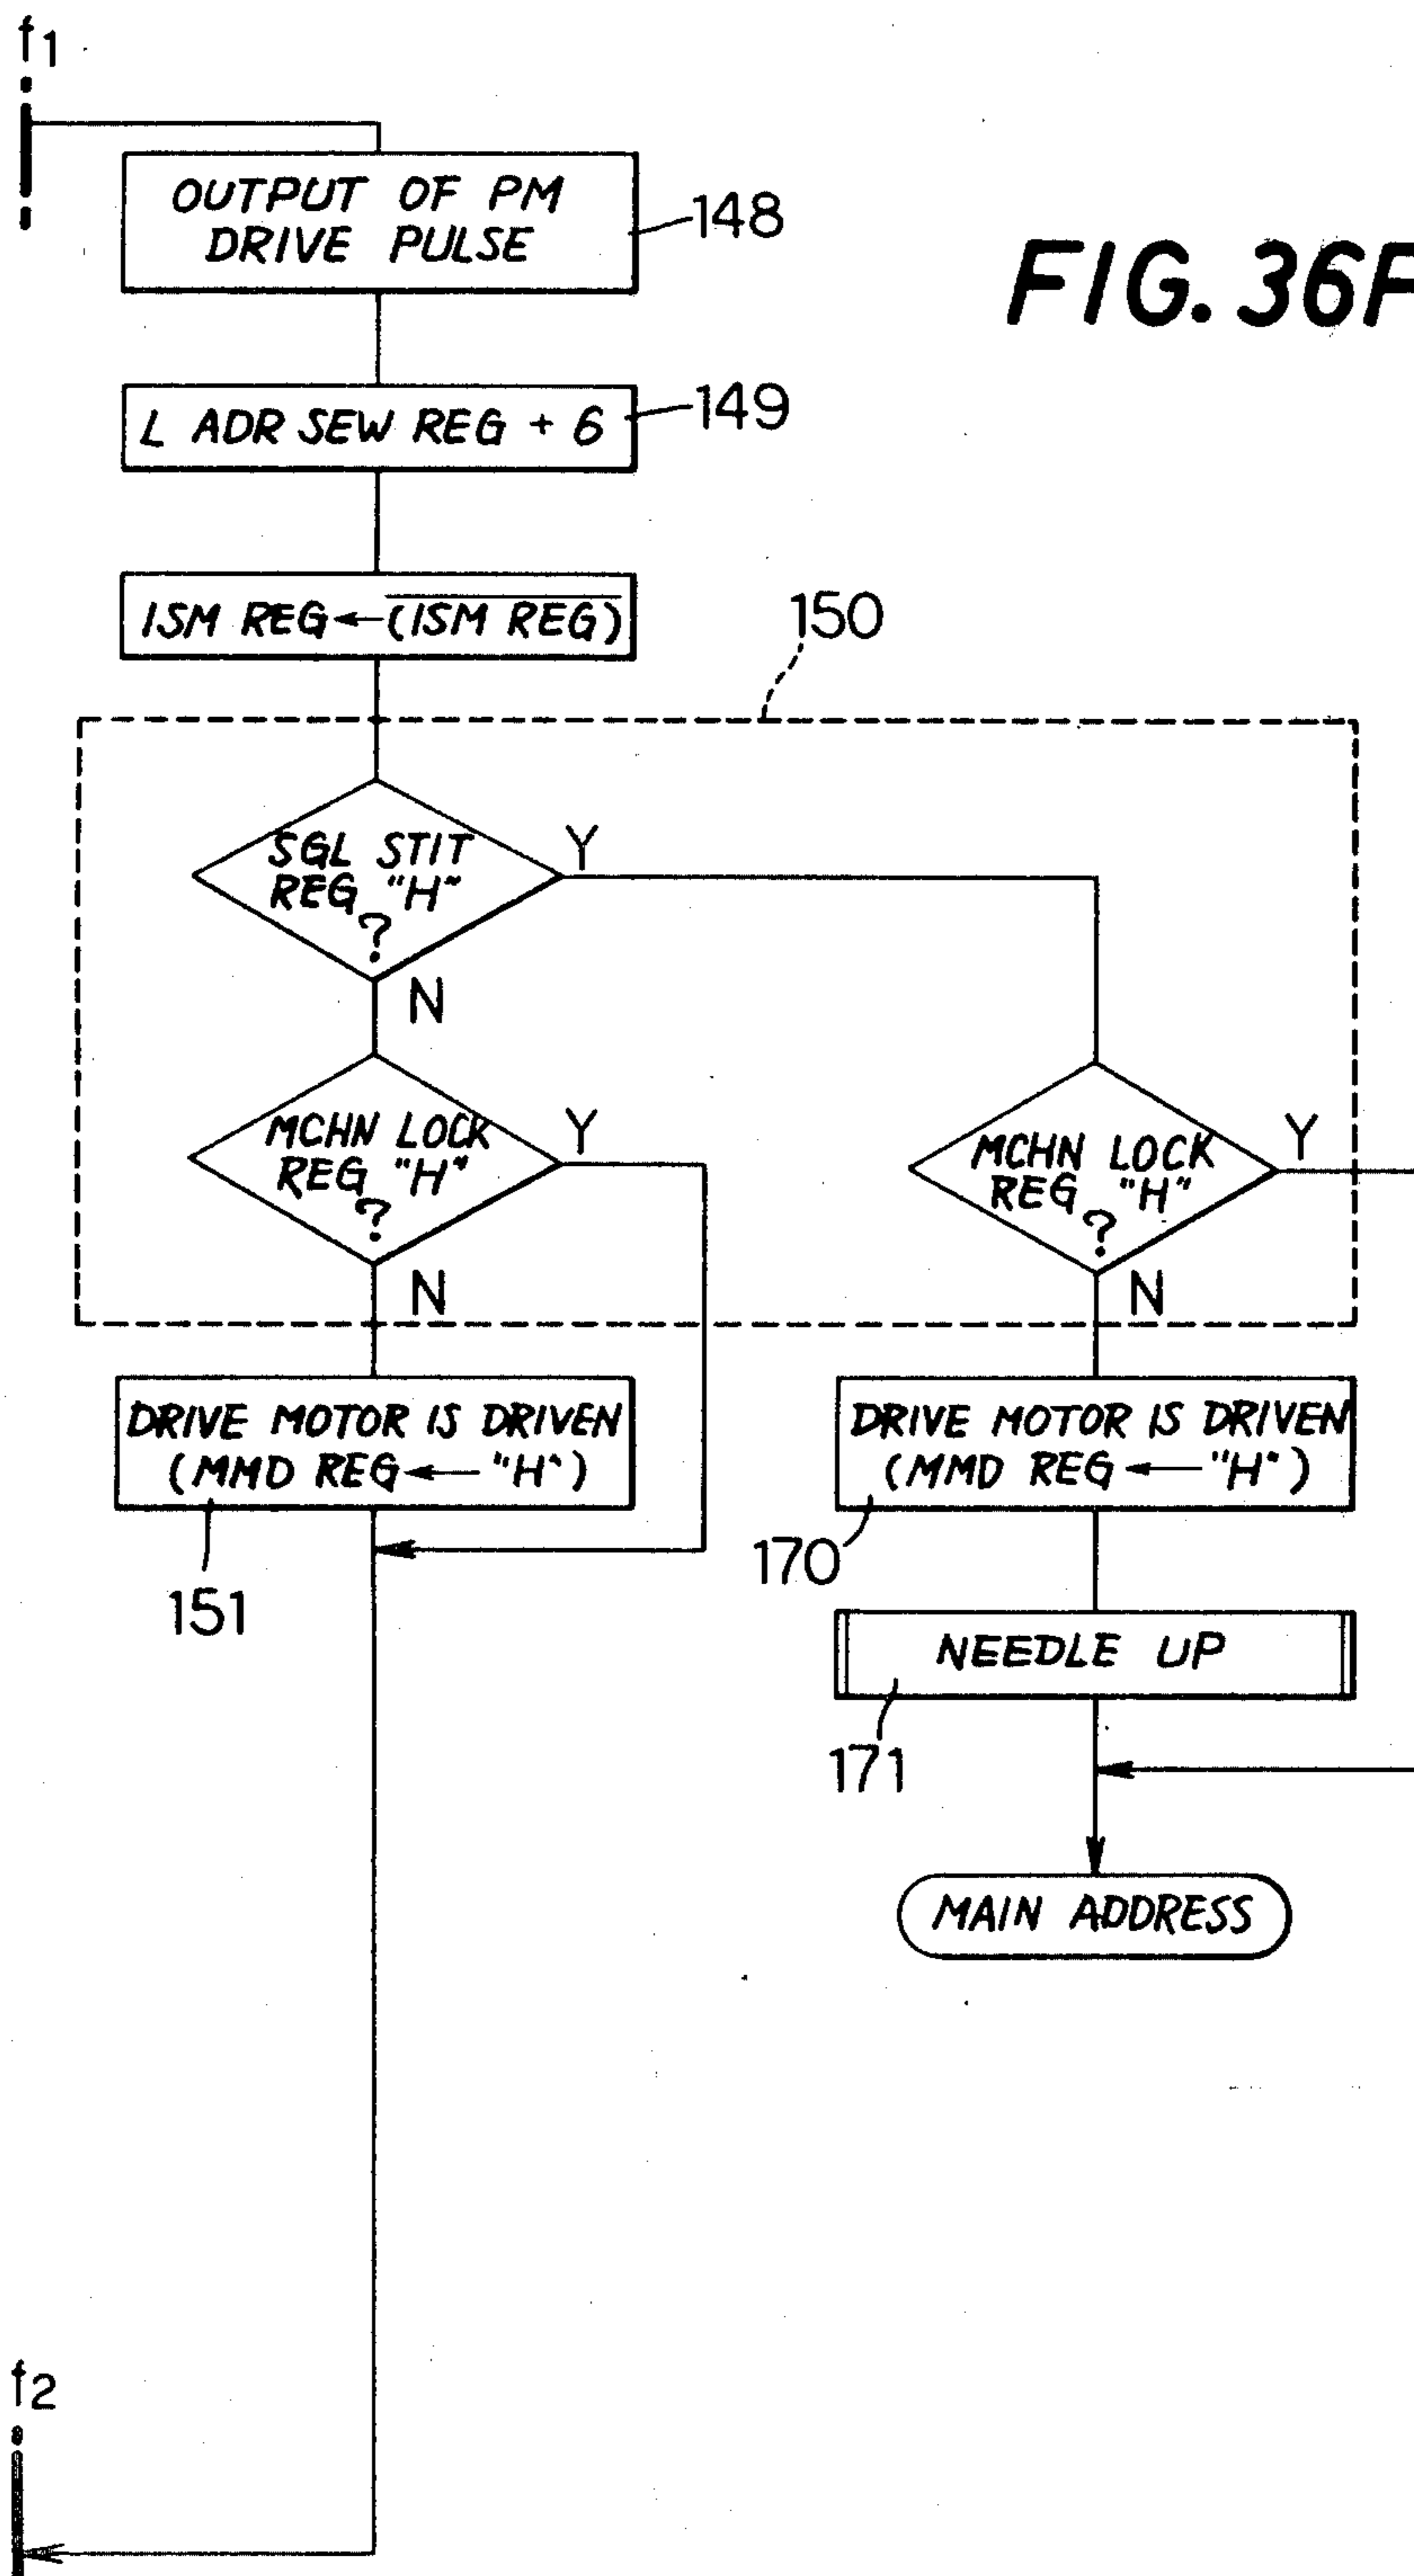 f1
OUTPUT OF PM
DRIVE PULSE
148
FIG. 36F
L ADR SEW REG + 6
149
ISM REG ← (ISM REG)
150
SGL STIT
REG "H"
?
Y
N
MCHN LOCK
REG "H"
?
Y
N
MCHN LOCK
REG "H"
?
Y
N
DRIVE MOTOR IS DRIVEN
(MMD REG ← "H")
151
DRIVE MOTOR IS DRIVEN
(MMD REG ← "H")
170
NEEDLE UP
171
MAIN ADDRESS
f2